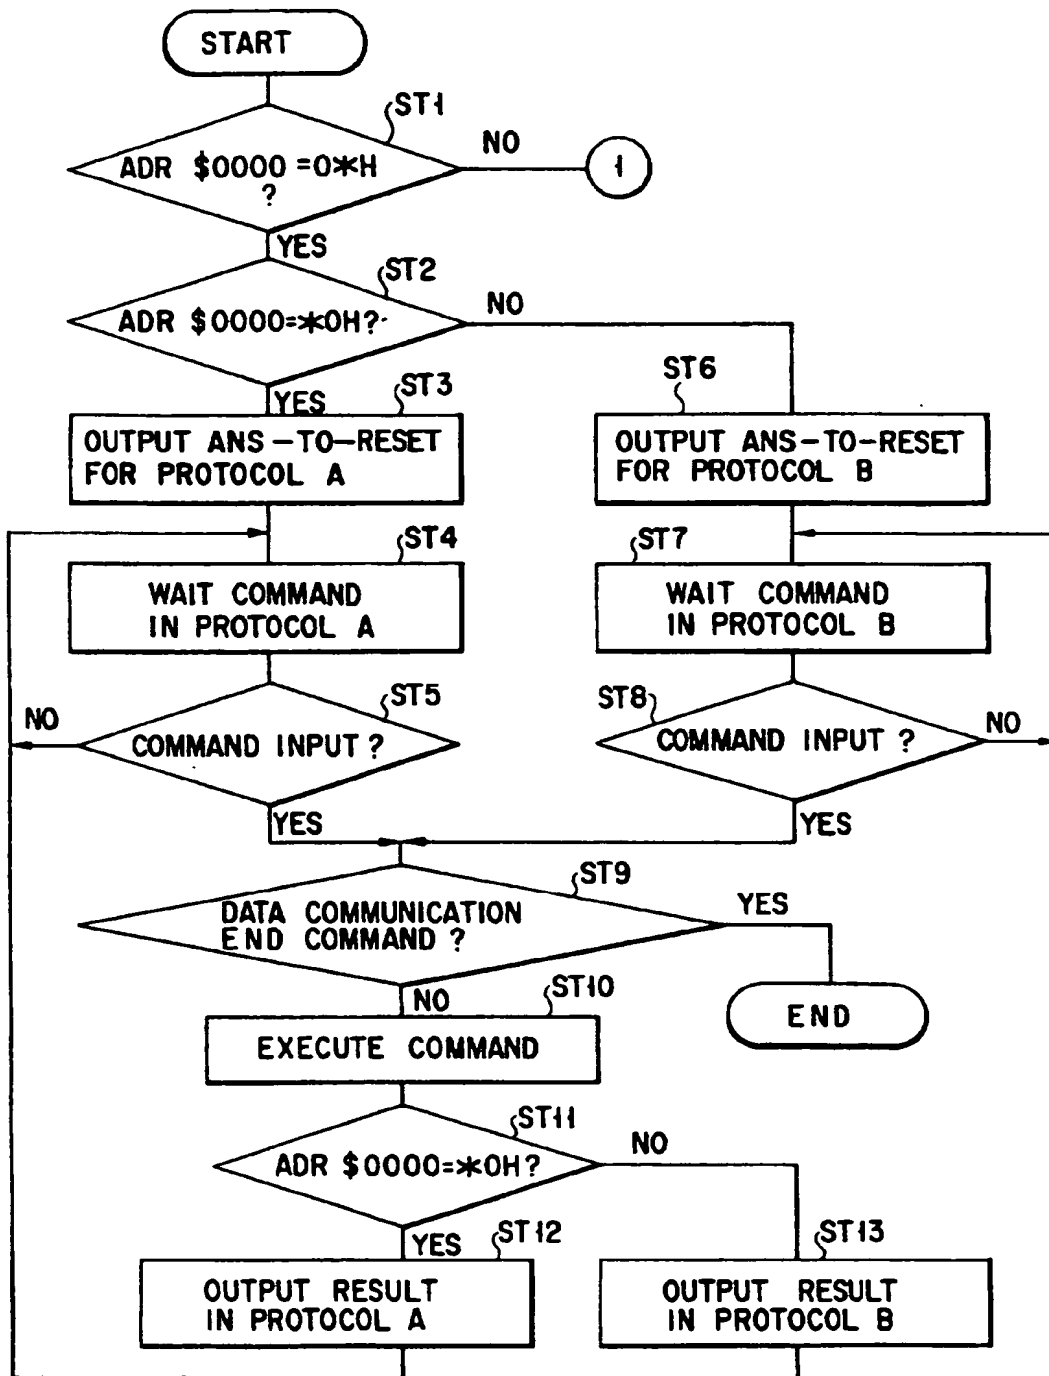 START
ST1
ADR $0000=0*H
?
NO
1
YES
ST2
ADR $0000=*0H?
NO
YES
ST3
OUTPUT ANS-TO-RESET
FOR PROTOCOL A
ST6
OUTPUT ANS-TO-RESET
FOR PROTOCOL B
ST4
WAIT COMMAND
IN PROTOCOL A
ST7
WAIT COMMAND
IN PROTOCOL B
ST5
NO
COMMAND INPUT?
YES
ST8
COMMAND INPUT?
NO
YES
ST9
DATA COMMUNICATION
END COMMAND?
YES
END
NO
ST10
EXECUTE COMMAND
ST11
ADR $0000=*0H?
NO
YES
ST12
OUTPUT RESULT
IN PROTOCOL A
ST13
OUTPUT RESULT
IN PROTOCOL B